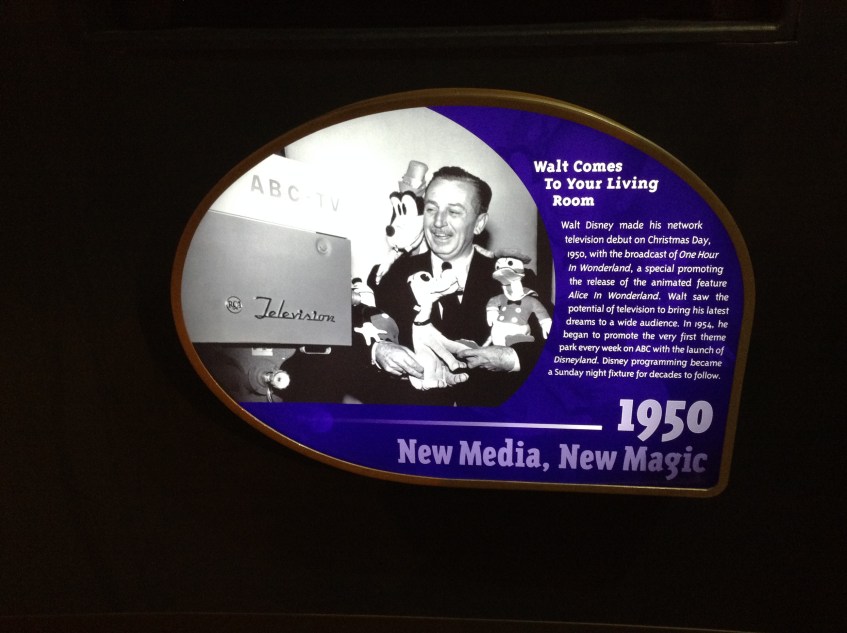 ABC-TV
RCA
Television
Walt Comes
To Your Living
Room
Walt Disney made his network
television debut on Christmas Day,
1950, with the broadcast of One Hour
In Wonderland, a special promoting
the release of the animated feature
Alice In Wonderland. Walt saw the
potential of television to bring his latest
dreams to a wide audience. In 1954, he
began to promote the very first theme
park every week on ABC with the launch of
Disneyland. Disney programming became
a Sunday night fixture for decades to follow.
1950
New Media, New Magic